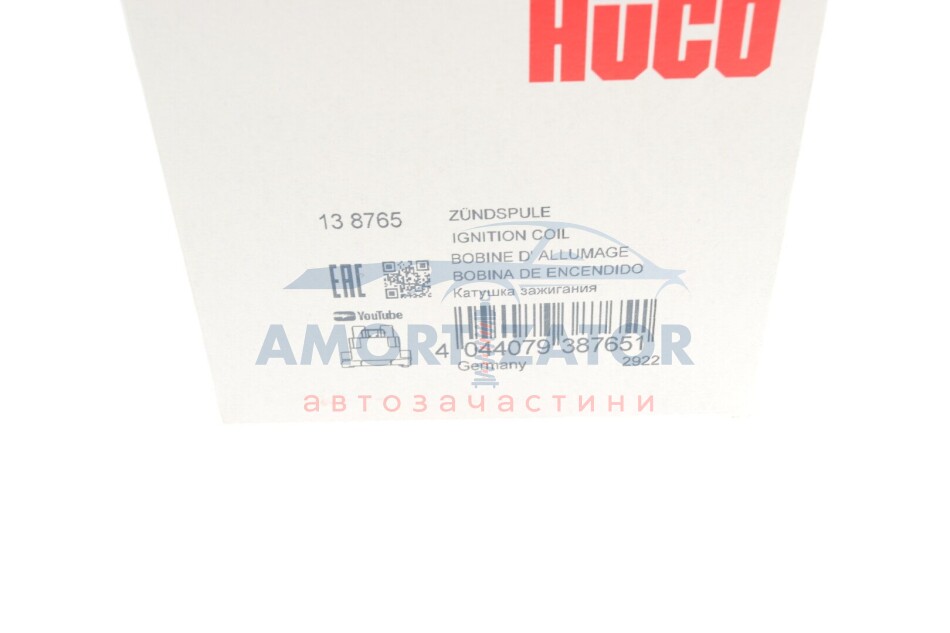 HÜCO
13 8765
ZÜNDSPULE
IGNITION COIL
BOBINE D'ALLUMAGE
BOBINA DE ENCENDIDO
Катушка зажигания
EAC
YouTube
4 044079 387651
Germany
2922
AMORTIZATOR
автозачастини